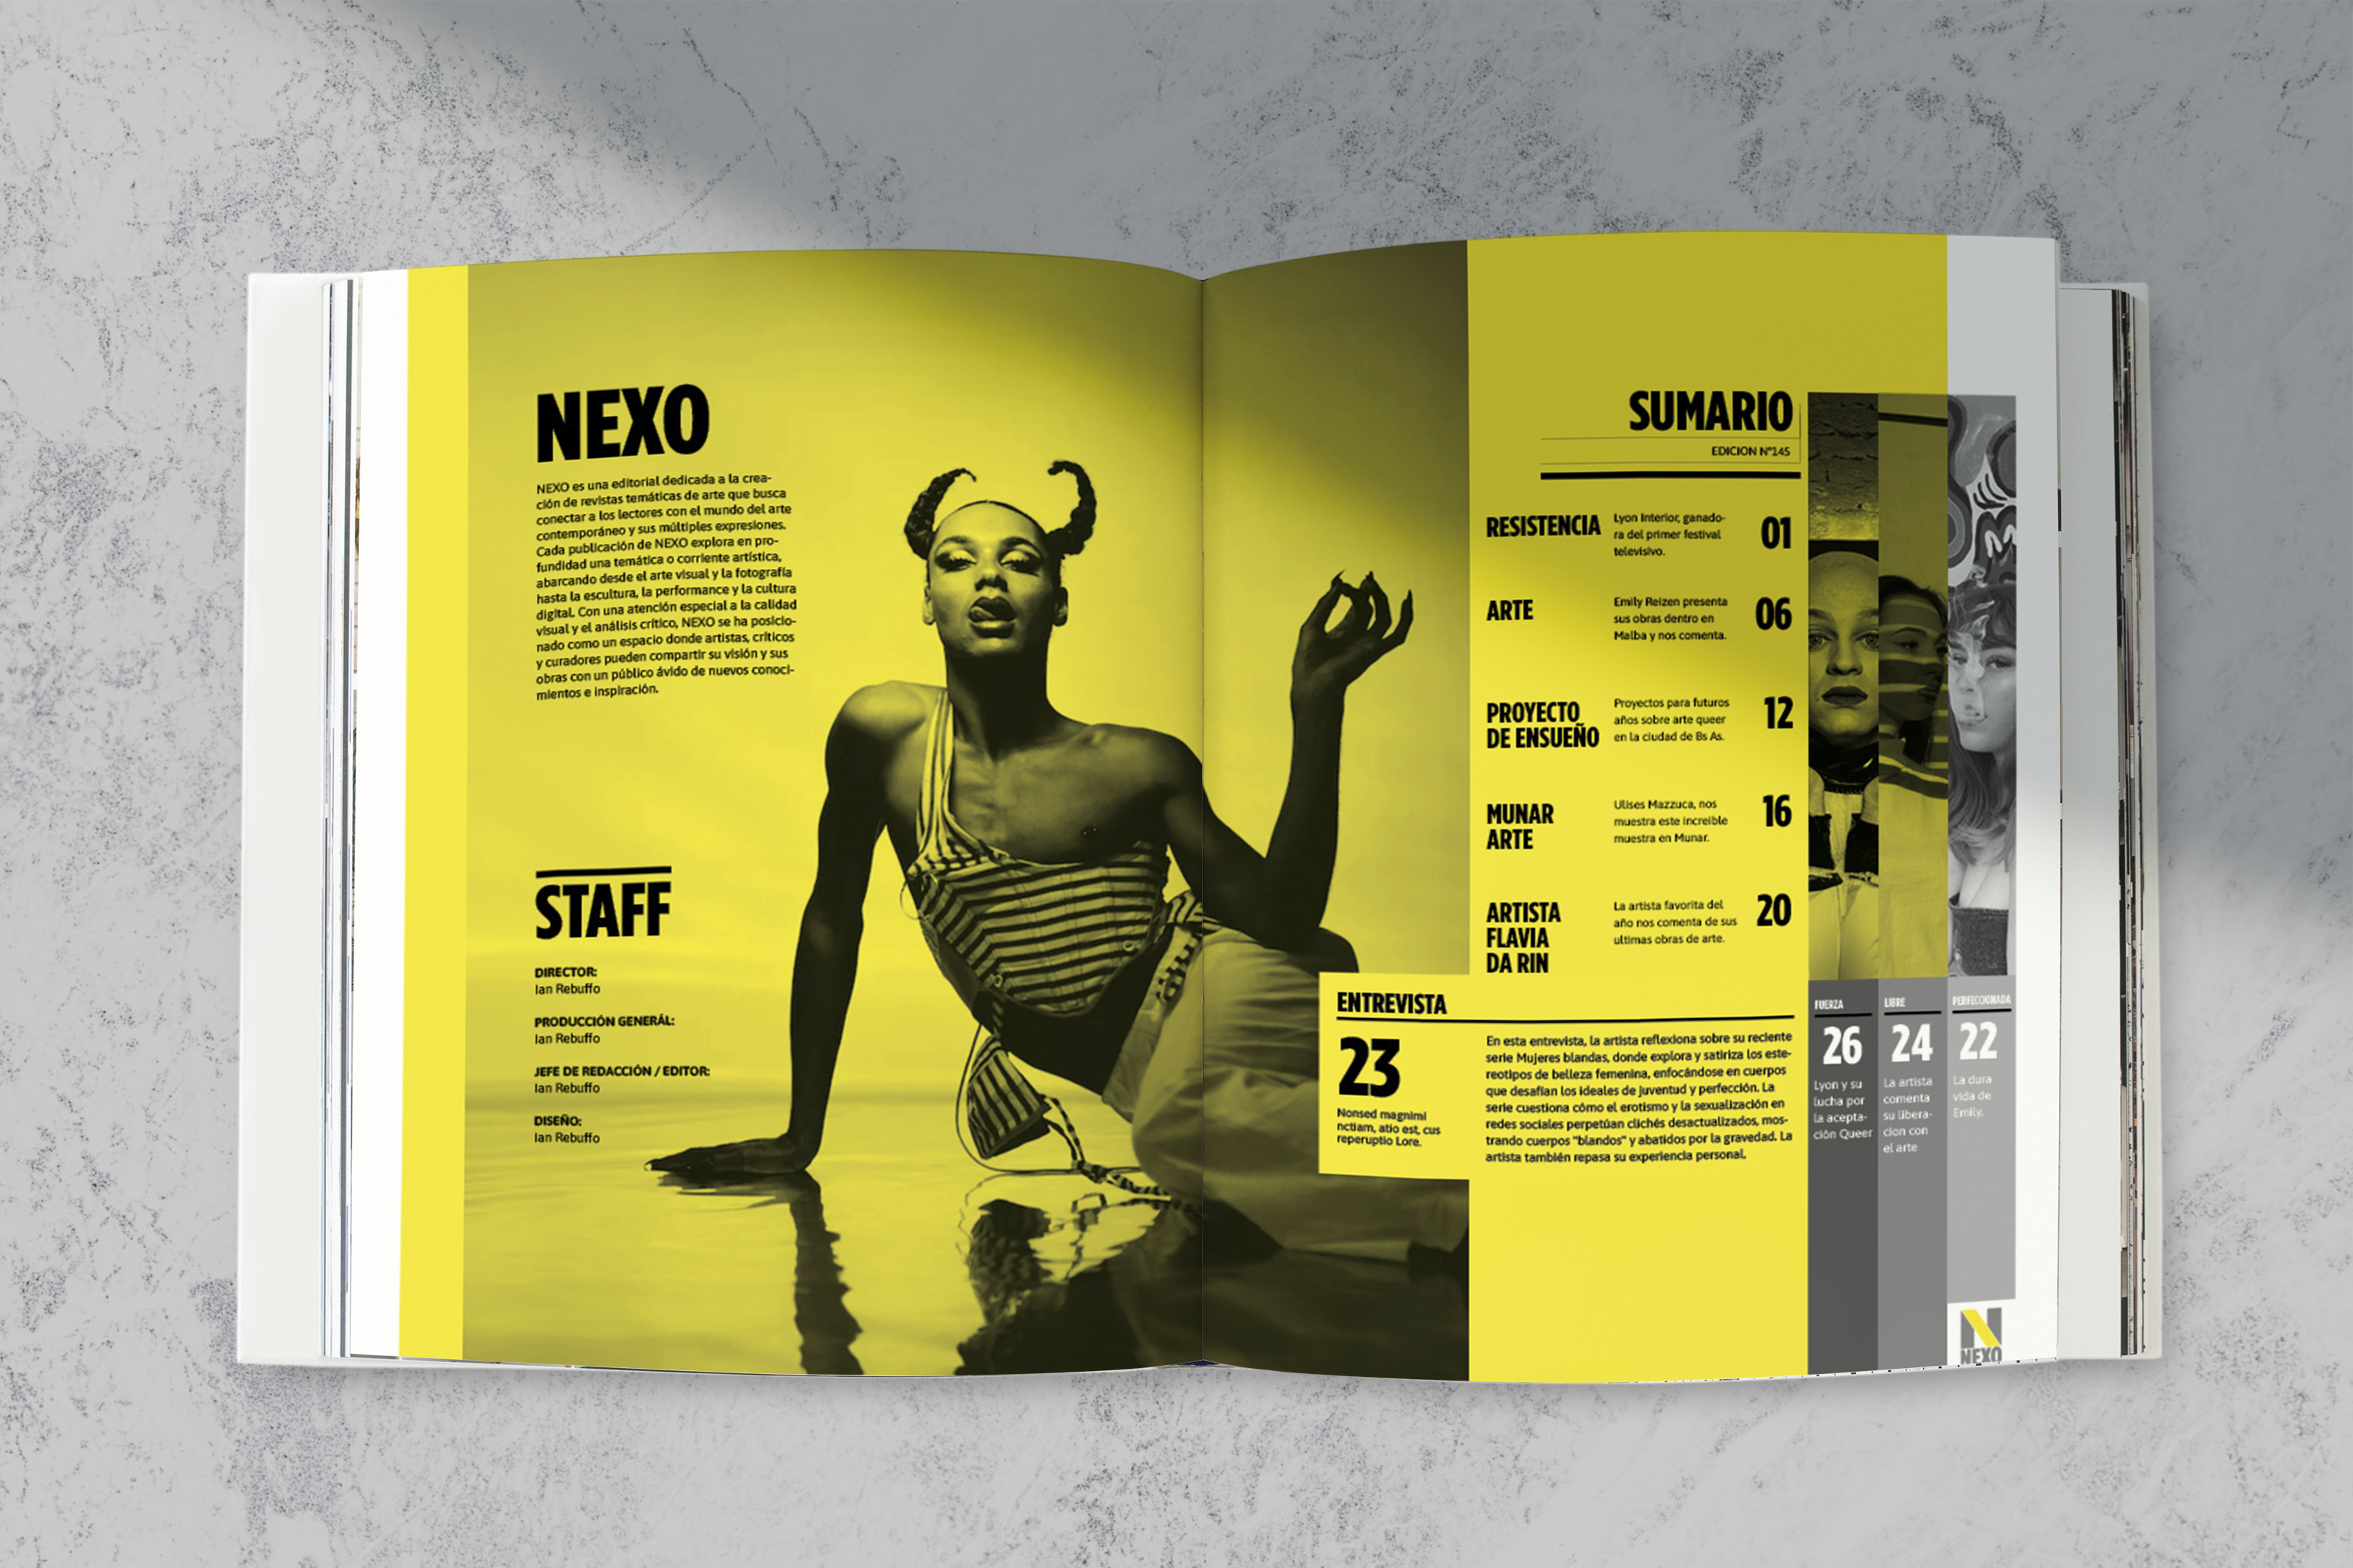 NEXO
NEXO es una editorial dedicada a la crea-
ción de revistas temáticas de arte que busca
conectar a los lectores con el mundo del arte
contemporáneo y sus múltiples expresiones.
Cada publicación de NEXO explora en pro-
fundidad una temática o corriente artística,
abarcando desde el arte visual y la fotografía
hasta la escultura, la performance y la cultura
digital. Con una atención especial a la calidad
visual y el análisis crítico, NEXO se ha posicio-
nado como un espacio donde artistas, críticos
y curadores pueden compartir su visión y sus
obras con un público ávido de nuevos conoci-
mientos e inspiración.
STAFF
DIRECTOR:
Ian Rebuffo
PRODUCCIÓN GENERÁL:
Ian Rebuffo
JEFE DE REDACCIÓN / EDITOR:
Ian Rebuffo
DISEÑO:
Ian Rebuffo
SUMARIO
EDICION Nº145
RESISTENCIA
Lyon Interior, ganado-
ra del primer festival
televisivo.
01
ARTE
Emily Reizen presenta
sus obras dentro en
Malba y nos comenta.
06
PROYECTO
DE ENSUEÑO
Proyectos para futuros
años sobre arte queer
en la ciudad de Bs As.
12
MUNAR
ARTE
Ulises Mazzuca, nos
muestra este increible
muestra en Munar.
16
ARTISTA
FLAVIA
DA RIN
La artista favorita del
año nos comenta de sus
ultimas obras de arte.
20
ENTREVISTA
23
Nonsed magnimi
nctiam, atio est, cus
reperuptio Lore.
En esta entrevista, la artista reflexiona sobre su reciente
serie Mujeres blandas, donde explora y satiriza los este-
reotipos de belleza femenina, enfocándose en cuerpos
que desafían los ideales de juventud y perfección. La
serie cuestiona cómo el erotismo y la sexualización en
redes sociales perpetúan clichés desactualizados, mos-
trando cuerpos "blandos" y abatidos por la gravedad. La
artista también repasa su experiencia personal.
FUERZA
26
Lyon y su
lucha por
la acepta-
ción Queer
LIBRE
24
La artista
comenta
su libera-
cion con
el arte
PERFECCIONADA
22
La dura
vida de
Emily.
N
NEXO